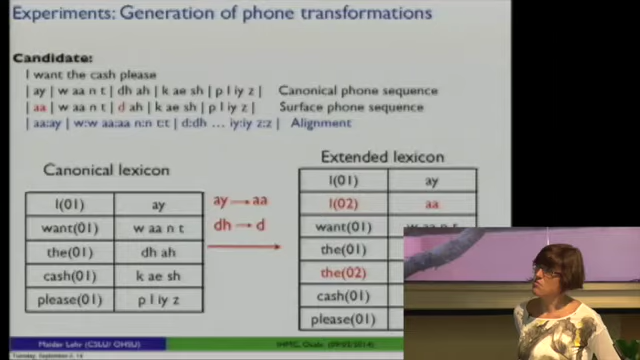 Experiments: Generation of phone transformations
Candidate:
I want the cash please
| ay | w aa n t | dh ah | k ae sh | p l iy z | Canonical phone sequence
| aa | w aa n t | d ah | k ae sh | p l iy z | Surface phone sequence
| aa:ay | w:w aa:aa n:n t:t | d:dh ... iy:iy z:z | Alignment
Canonical lexicon
I(01) ay
want(01) w aa n t
the(01) dh ah
cash(01) k ae sh
please(01) p l iy z
ay → aa
dh → d
Extended lexicon
I(01) ay
I(02) aa
want(01) w aa n t
the(01)
the(02)
cash(01)
please(01)
Maider Lehr (CSLU/ OHSU)